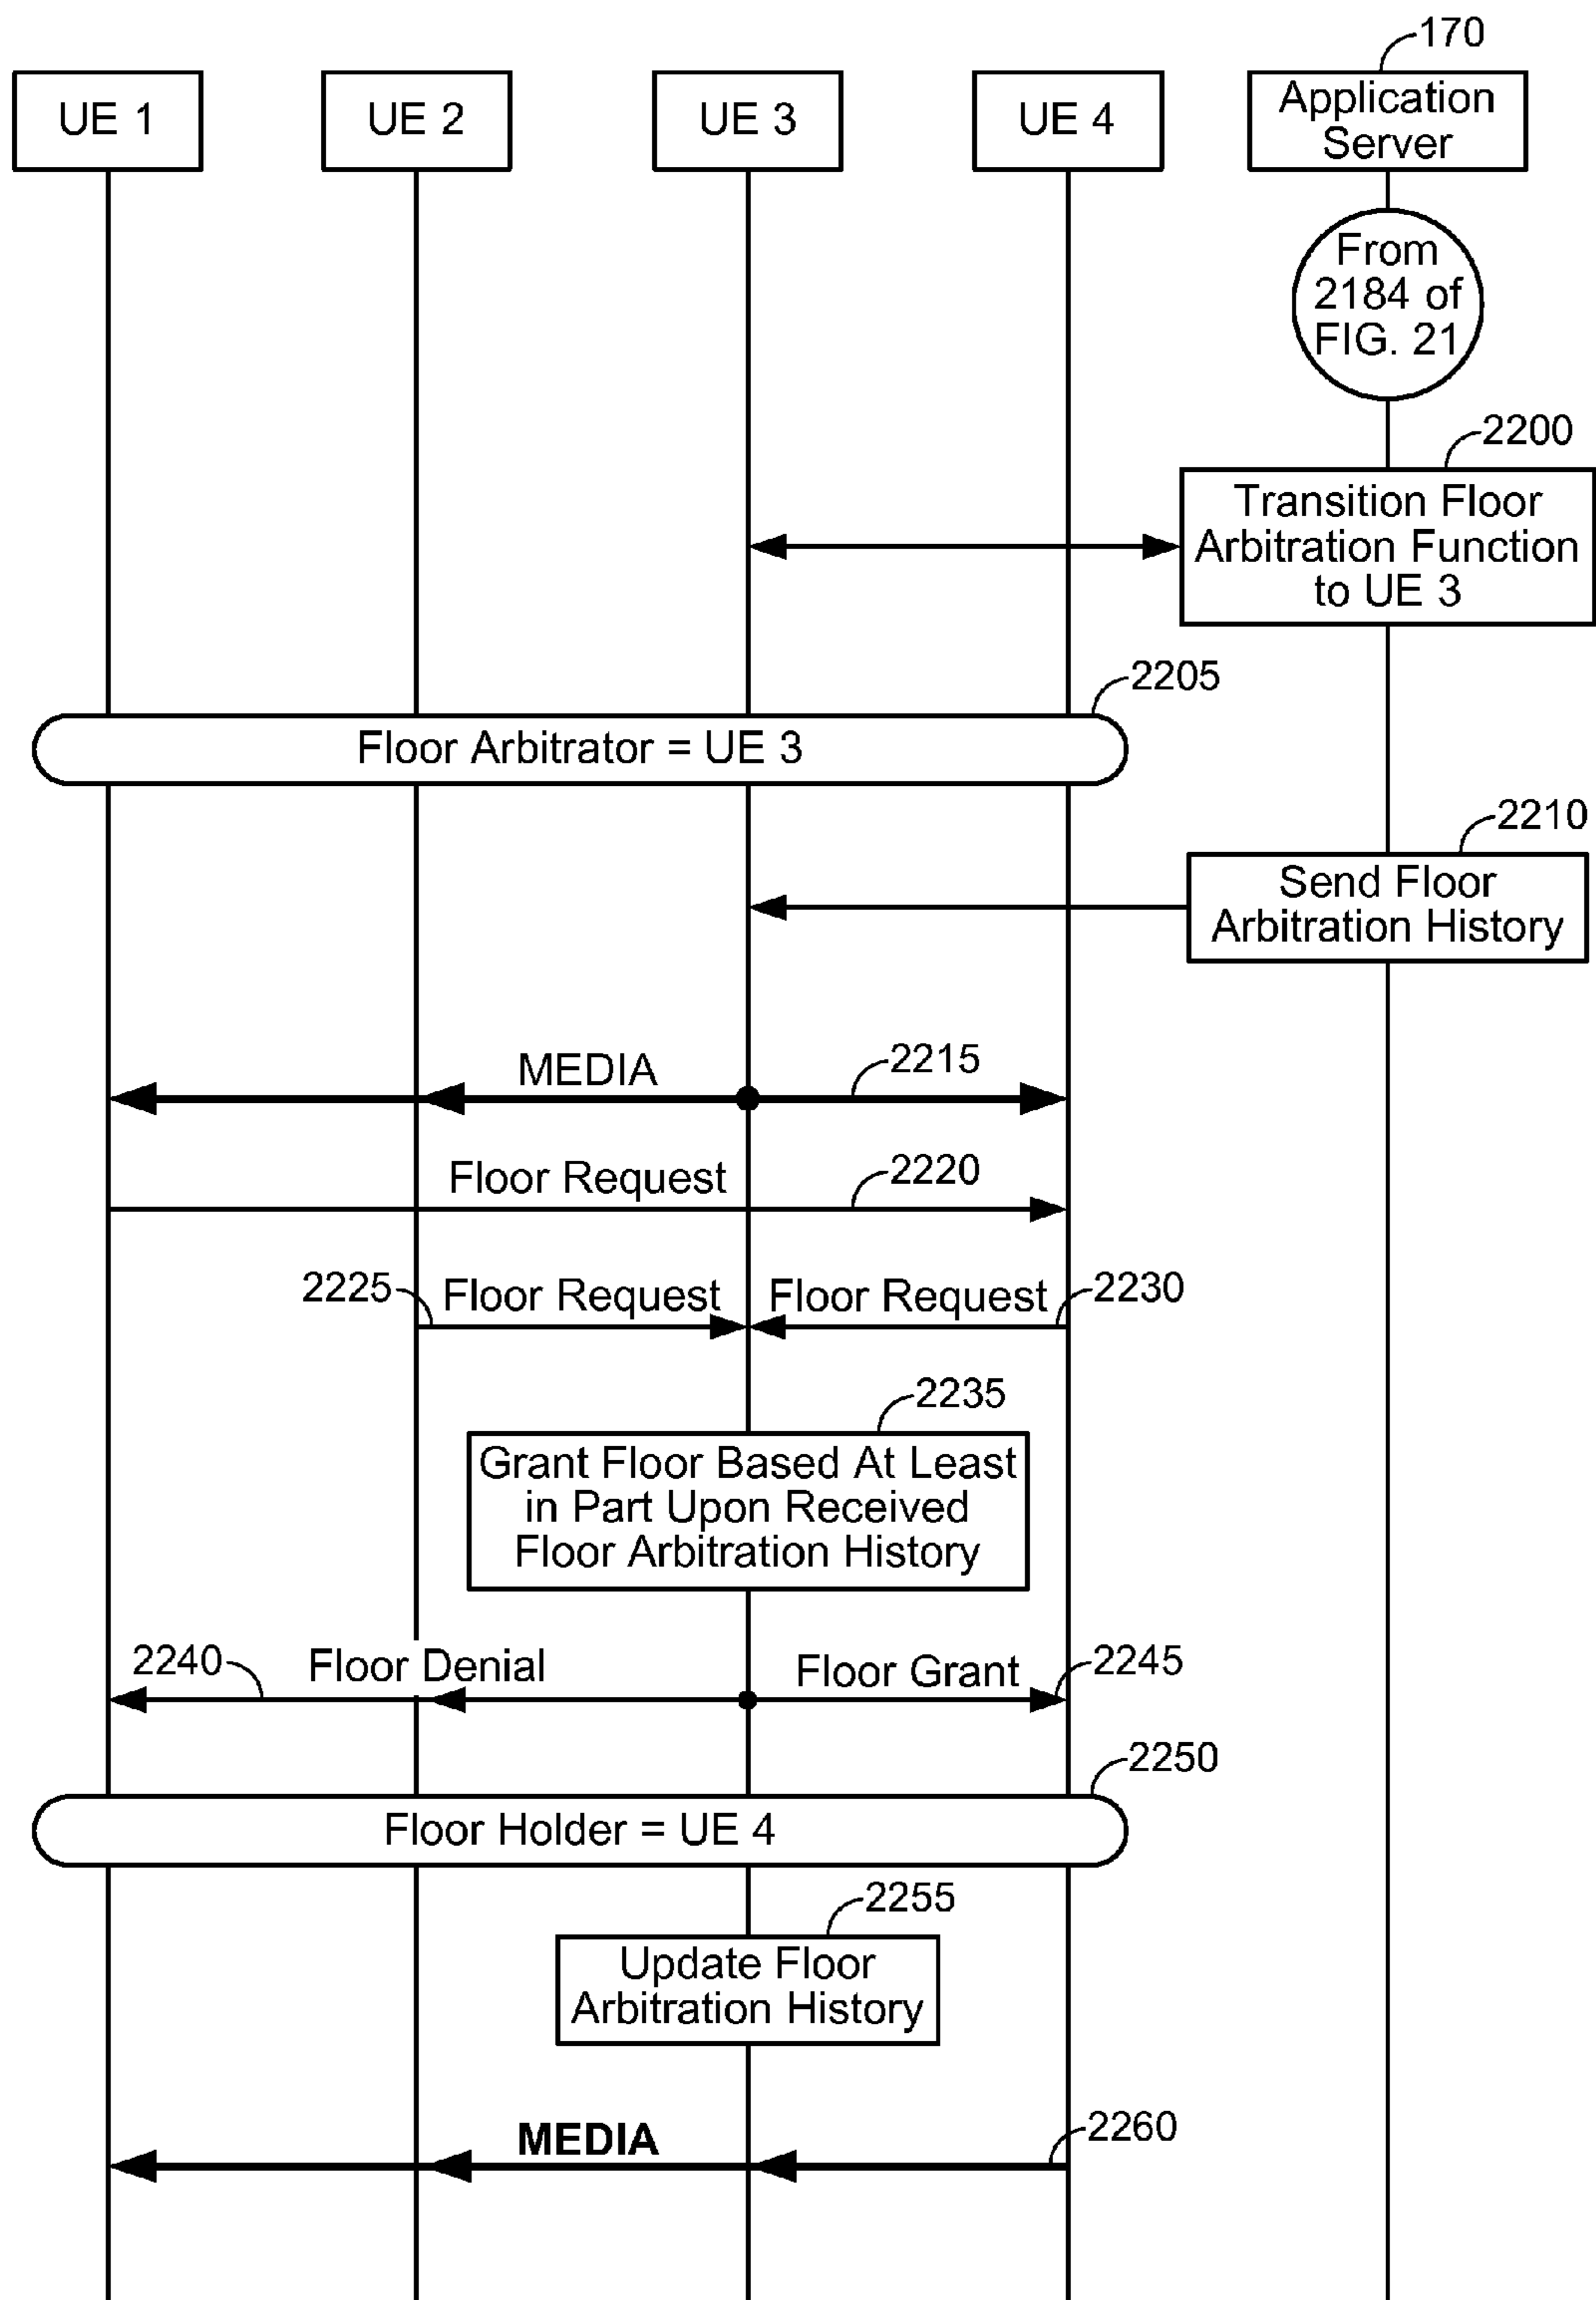 170
UE 1
UE 2
UE 3
UE 4
Application
Server
From
2184 of
FIG. 21
2200
Transition Floor
Arbitration Function
to UE 3
2205
Floor Arbitrator = UE 3
2210
Send Floor
Arbitration History
MEDIA
2215
Floor Request
2220
2225
Floor Request
Floor Request
2230
2235
Grant Floor Based At Least
in Part Upon Received
Floor Arbitration History
2240
Floor Denial
Floor Grant
2245
2250
Floor Holder = UE 4
2255
Update Floor
Arbitration History
MEDIA
2260